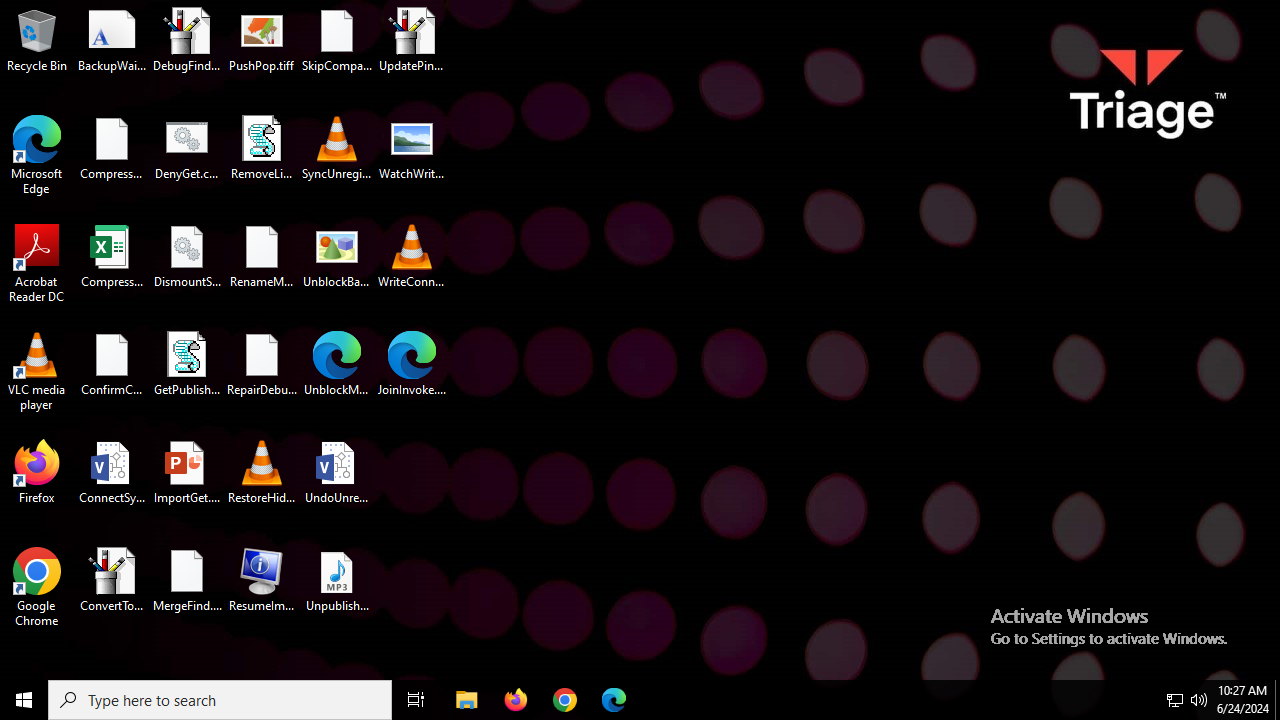 Recycle Bin
BackupWai...
DebugFind...
PushPop.tiff
SkipCompa...
UpdatePin...
Triage™
Microsoft
Edge
Compress...
DenyGet.c...
RemoveLi...
SyncUnregi...
WatchWrit...
Acrobat
Reader DC
Compress...
DismountS...
RenameM...
UnblockBa...
WriteConn...
VLC media
player
ConfirmC...
GetPublish...
RepairDebu...
UnblockM...
JoinInvoke....
Firefox
ConnectSy...
ImportGet....
RestoreHid...
UndoUnre...
Google
Chrome
ConvertTo...
MergeFind....
ResumeIm...
Unpublish...
MP3
Activate Windows
Go to Settings to activate Windows.
Type here to search
10:27 AM
6/24/2024